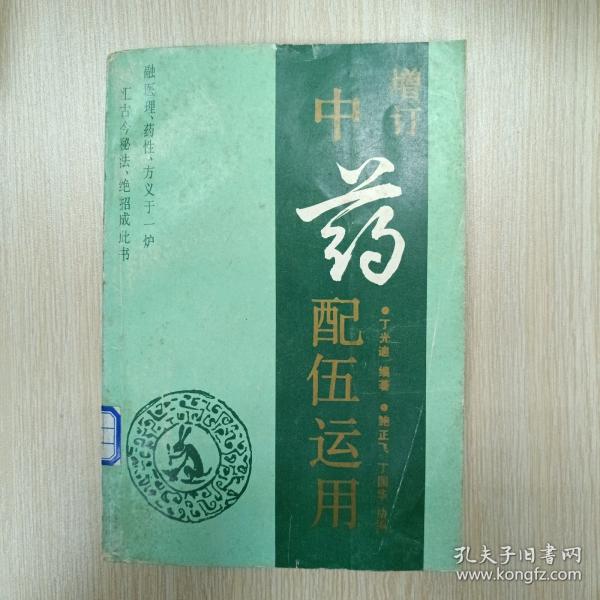 增订
中药配伍运用
●丁光迪 编著 ●鲍正飞 丁国华 协编
融医理、药性、方义于一炉
汇古今秘法、绝招成此书
孔夫子旧书网
www.kongfz.com